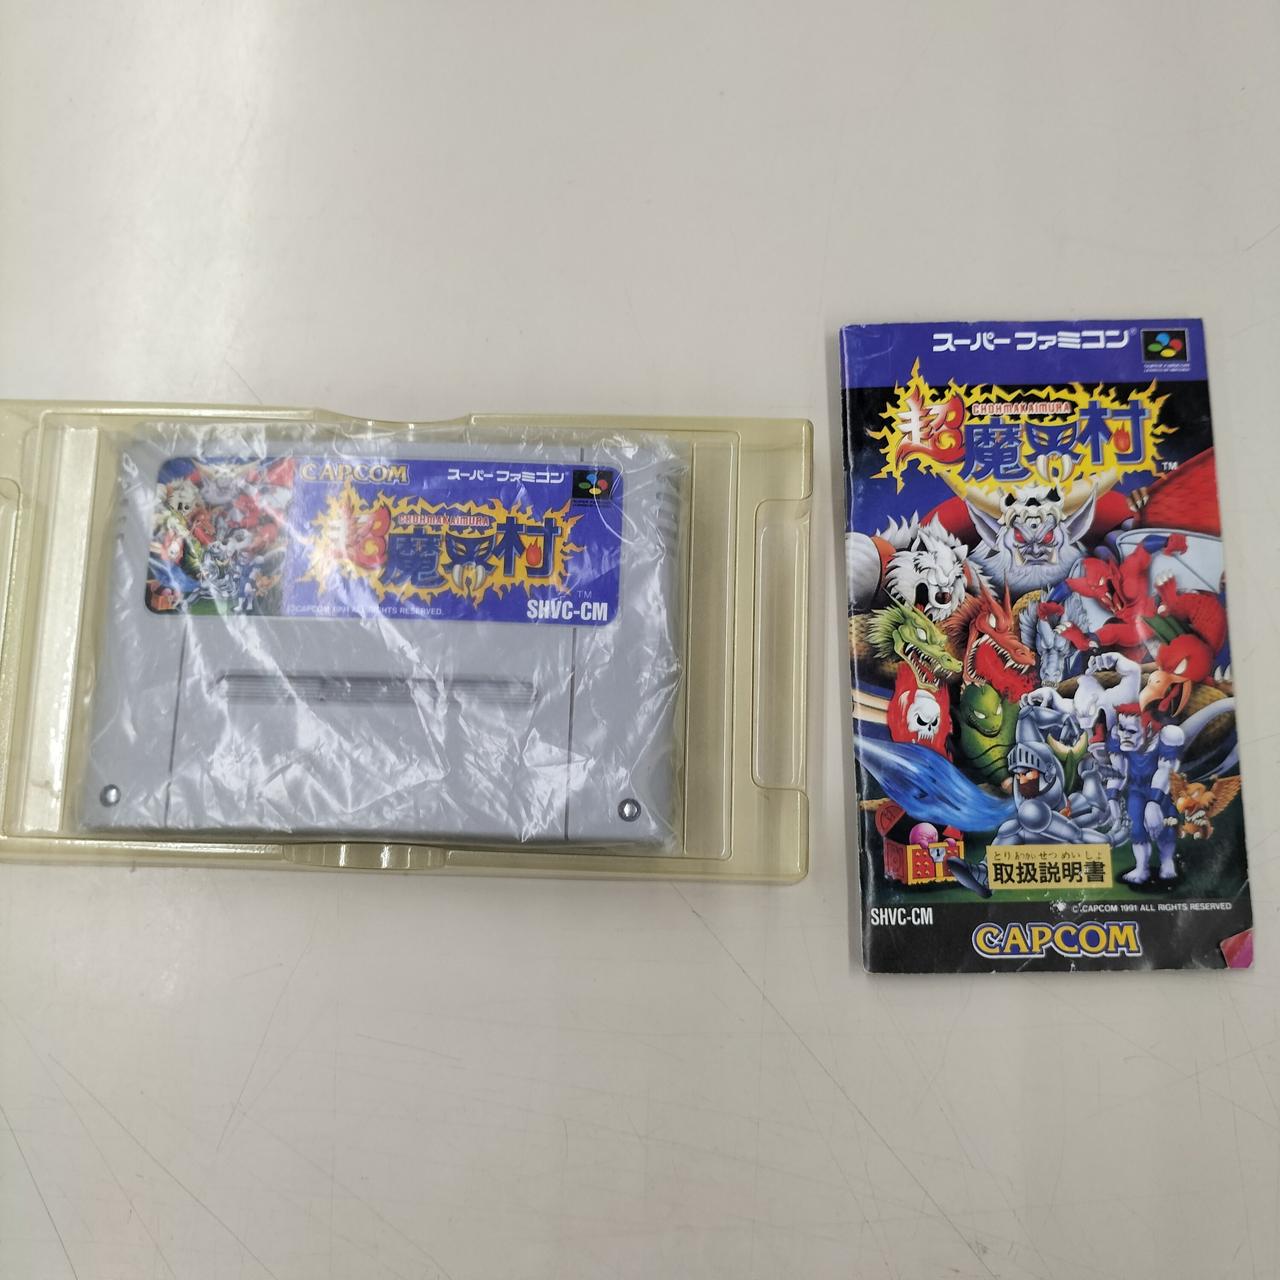 CAPCOM
スーパーファミコン
CHOHMAKAIMURA
超魔界村
TM
©CAPCOM 1991 ALL RIGHTS RESERVED.
SHVC-CM
スーパーファミコン®
CHOHMAKAIMURA
超魔界村
TM
とりあつかいせつめいしょ
取扱説明書
©CAPCOM 1991 ALL RIGHTS RESERVED
SHVC-CM
CAPCOM